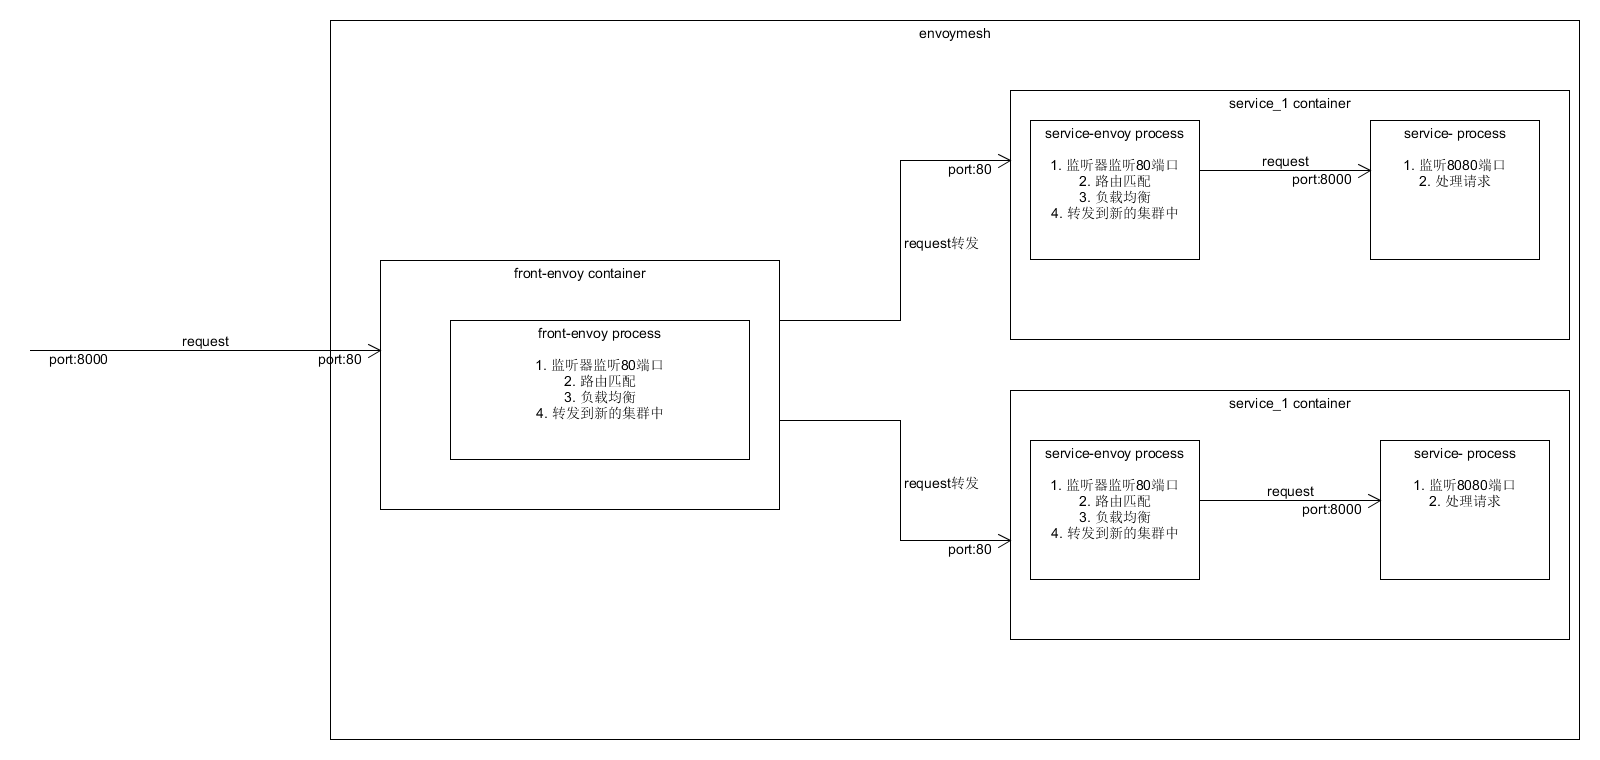 envoymesh
request
port:8000
port:80
front-envoy container
front-envoy process
1. 监听器监听80端口
2. 路由匹配
3. 负载均衡
4. 转发到新的集群中
request转发
port:80
service_1 container
service-envoy process
1. 监听器监听80端口
2. 路由匹配
3. 负载均衡
4. 转发到新的集群中
request
port:8000
service- process
1. 监听8080端口
2. 处理请求
request转发
port:80
service_1 container
service-envoy process
1. 监听器监听80端口
2. 路由匹配
3. 负载均衡
4. 转发到新的集群中
request
port:8000
service- process
1. 监听8080端口
2. 处理请求